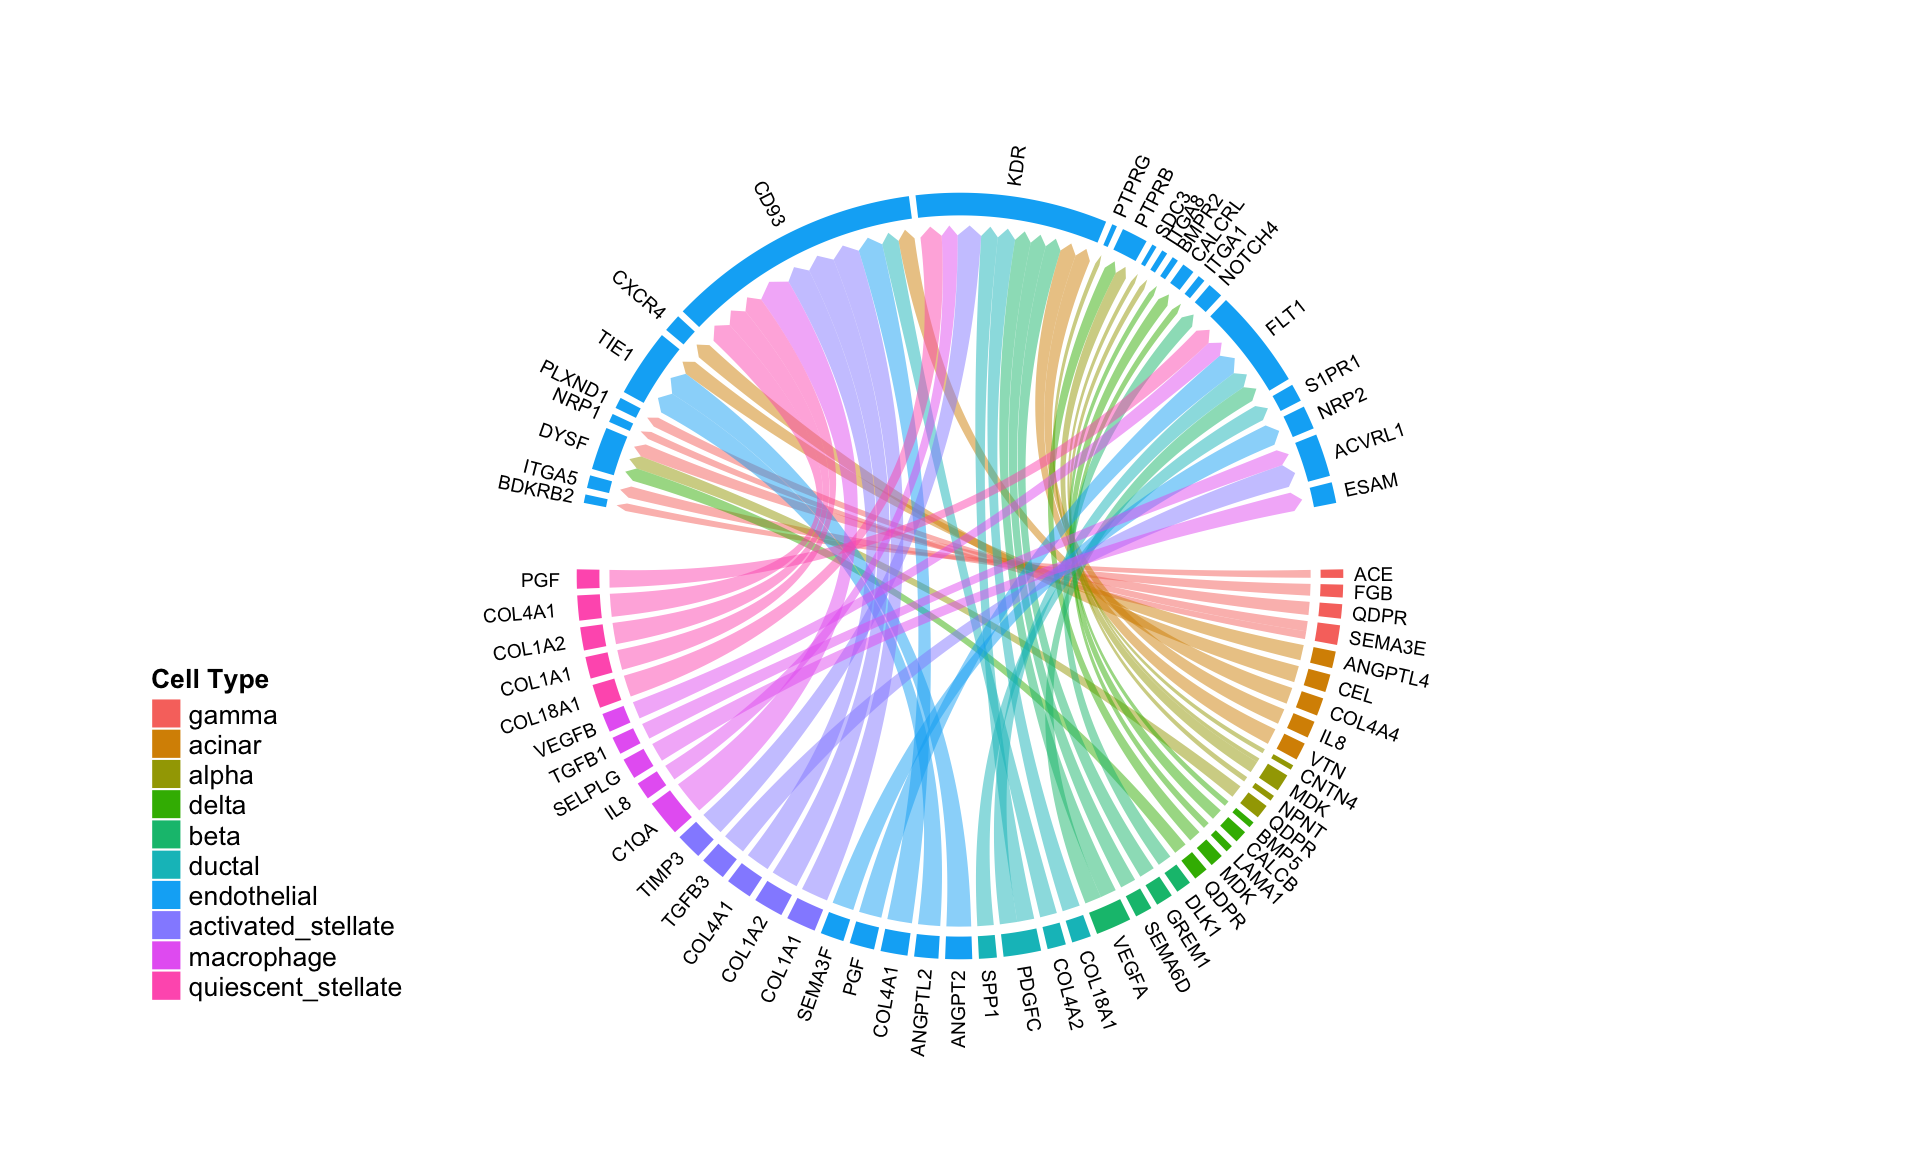 KDR
CD93
CXCR4
TIE1
PLXND1
NRP1
DYSF
ITGA5
BDKRB2
PTPRG
PTPRB
SDC3
ITGA8
BMPR2
CALCRL
ITGA1
NOTCH4
FLT1
S1PR1
NRP2
ACVRL1
ESAM
ACE
FGB
QDPR
SEMA3E
ANGPTL4
CEL
COL4A4
IL8
VTN
CNTN4
MDK
NPNT
QDPR
BMP5
CALCB
LAMA1
MDK
QDPR
DLK1
GREM1
SEMA6D
VEGFA
COL18A1
COL4A2
PDGFC
SPP1
ANGPT2
ANGPTL2
COL4A1
PGF
SEMA3F
COL1A1
COL1A2
COL4A1
TGFB3
TIMP3
C1QA
IL8
SELPLG
TGFB1
VEGFB
COL18A1
COL1A1
COL1A2
COL4A1
PGF
Cell Type
gamma
acinar
alpha
delta
beta
ductal
endothelial
activated_stellate
macrophage
quiescent_stellate